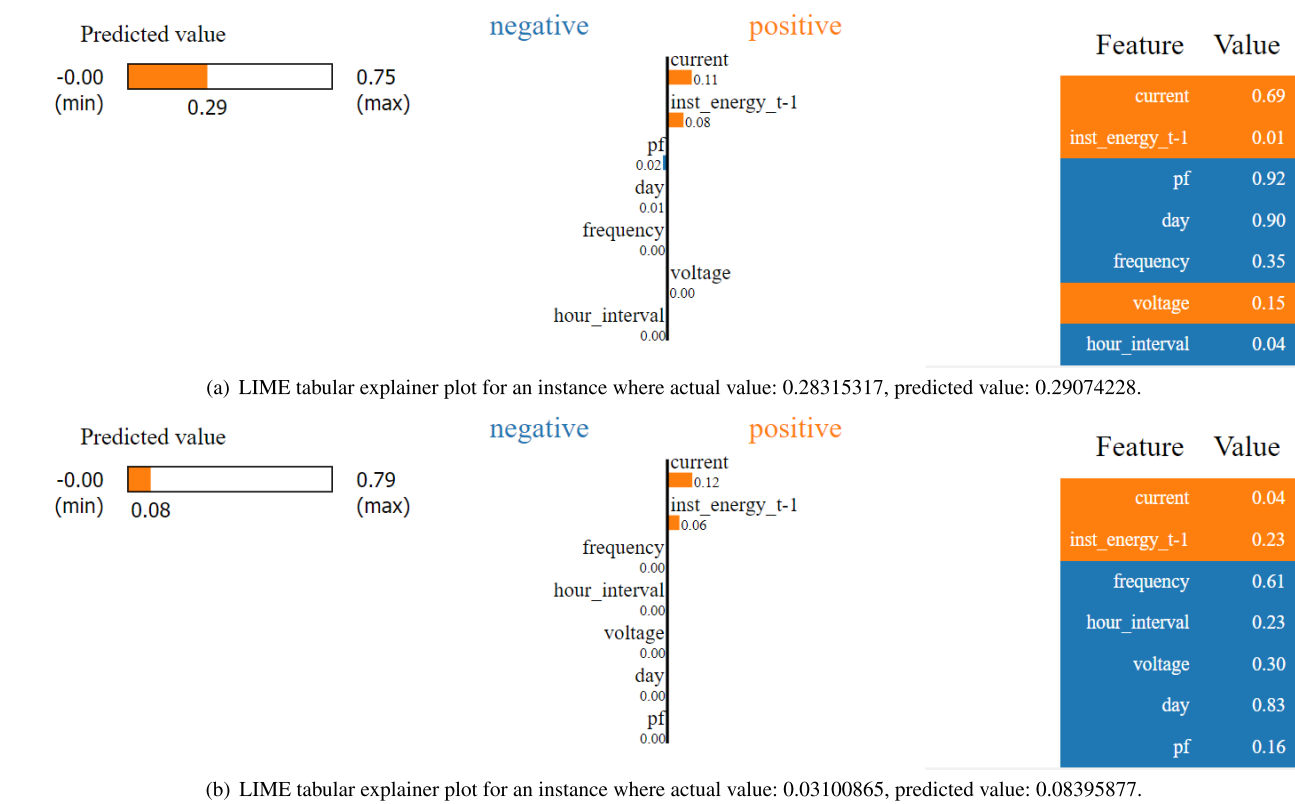 Predicted value
-0.00
(min)
0.75
(max)
0.29
negative
positive
current
0.11
inst_energy_t-1
0.08
pf
0.02
day
0.01
frequency
0.00
voltage
0.00
hour_interval
0.00
Feature Value
current 0.69
inst_energy_t-1 0.01
pf 0.92
day 0.90
frequency 0.35
voltage 0.15
hour_interval 0.04
(a) LIME tabular explainer plot for an instance where actual value: 0.28315317, predicted value: 0.29074228.
Predicted value
-0.00
(min)
0.79
(max)
0.08
negative
positive
current
0.12
inst_energy_t-1
0.06
frequency
0.00
hour_interval
0.00
voltage
0.00
day
0.00
pf
0.00
Feature Value
current 0.04
inst_energy_t-1 0.23
frequency 0.61
hour_interval 0.23
voltage 0.30
day 0.83
pf 0.16
(b) LIME tabular explainer plot for an instance where actual value: 0.03100865, predicted value: 0.08395877.